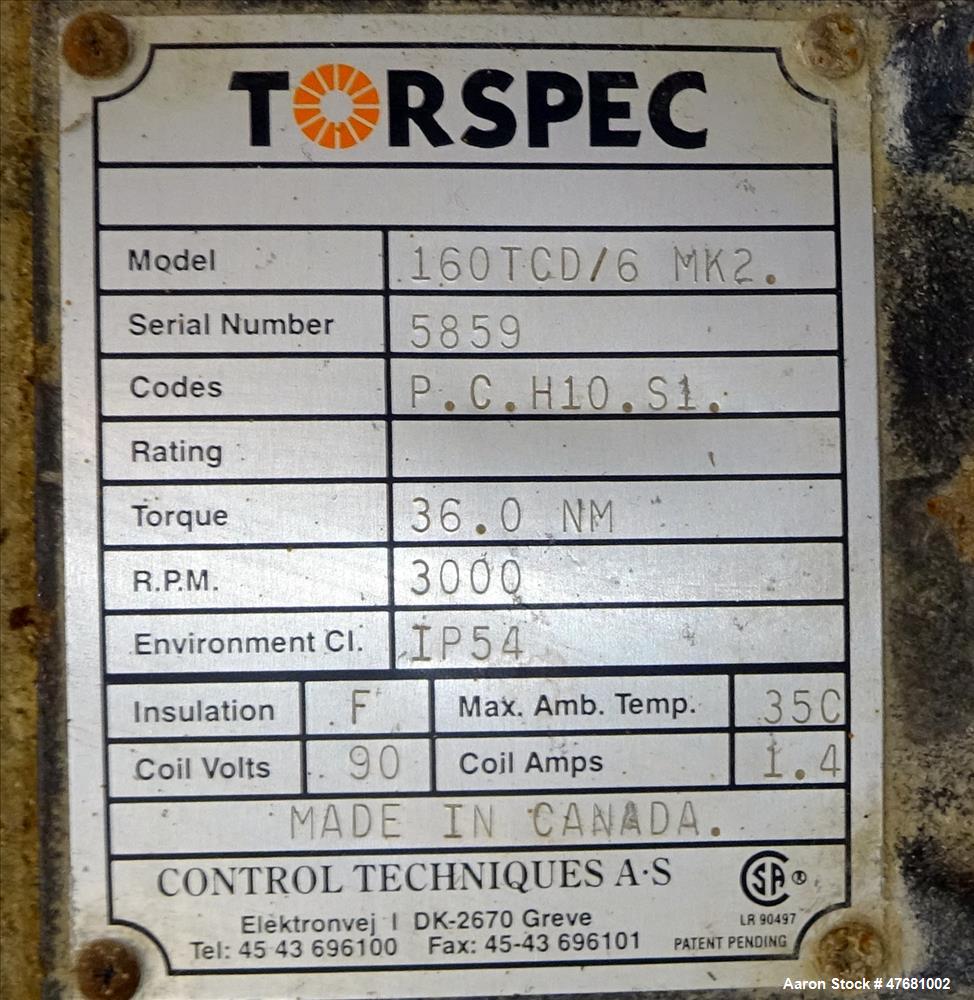 TORSPEC
Model 160TCD/6 MK2.
Serial Number 5859
Codes P.C.H10.S1.
Rating
Torque 36.0 NM
R.P.M. 3000
Environment Cl. IP54
Insulation F Max. Amb. Temp. 35C
Coil Volts 90 Coil Amps 1.4
MADE IN CANADA.
CONTROL TECHNIQUES A·S
SA ®
Elektronvej 1 DK-2670 Greve
LR 90497
Tel: 45 43 696100 Fax: 45-43 696101
PATENT PENDING
Aaron Stock # 47681002